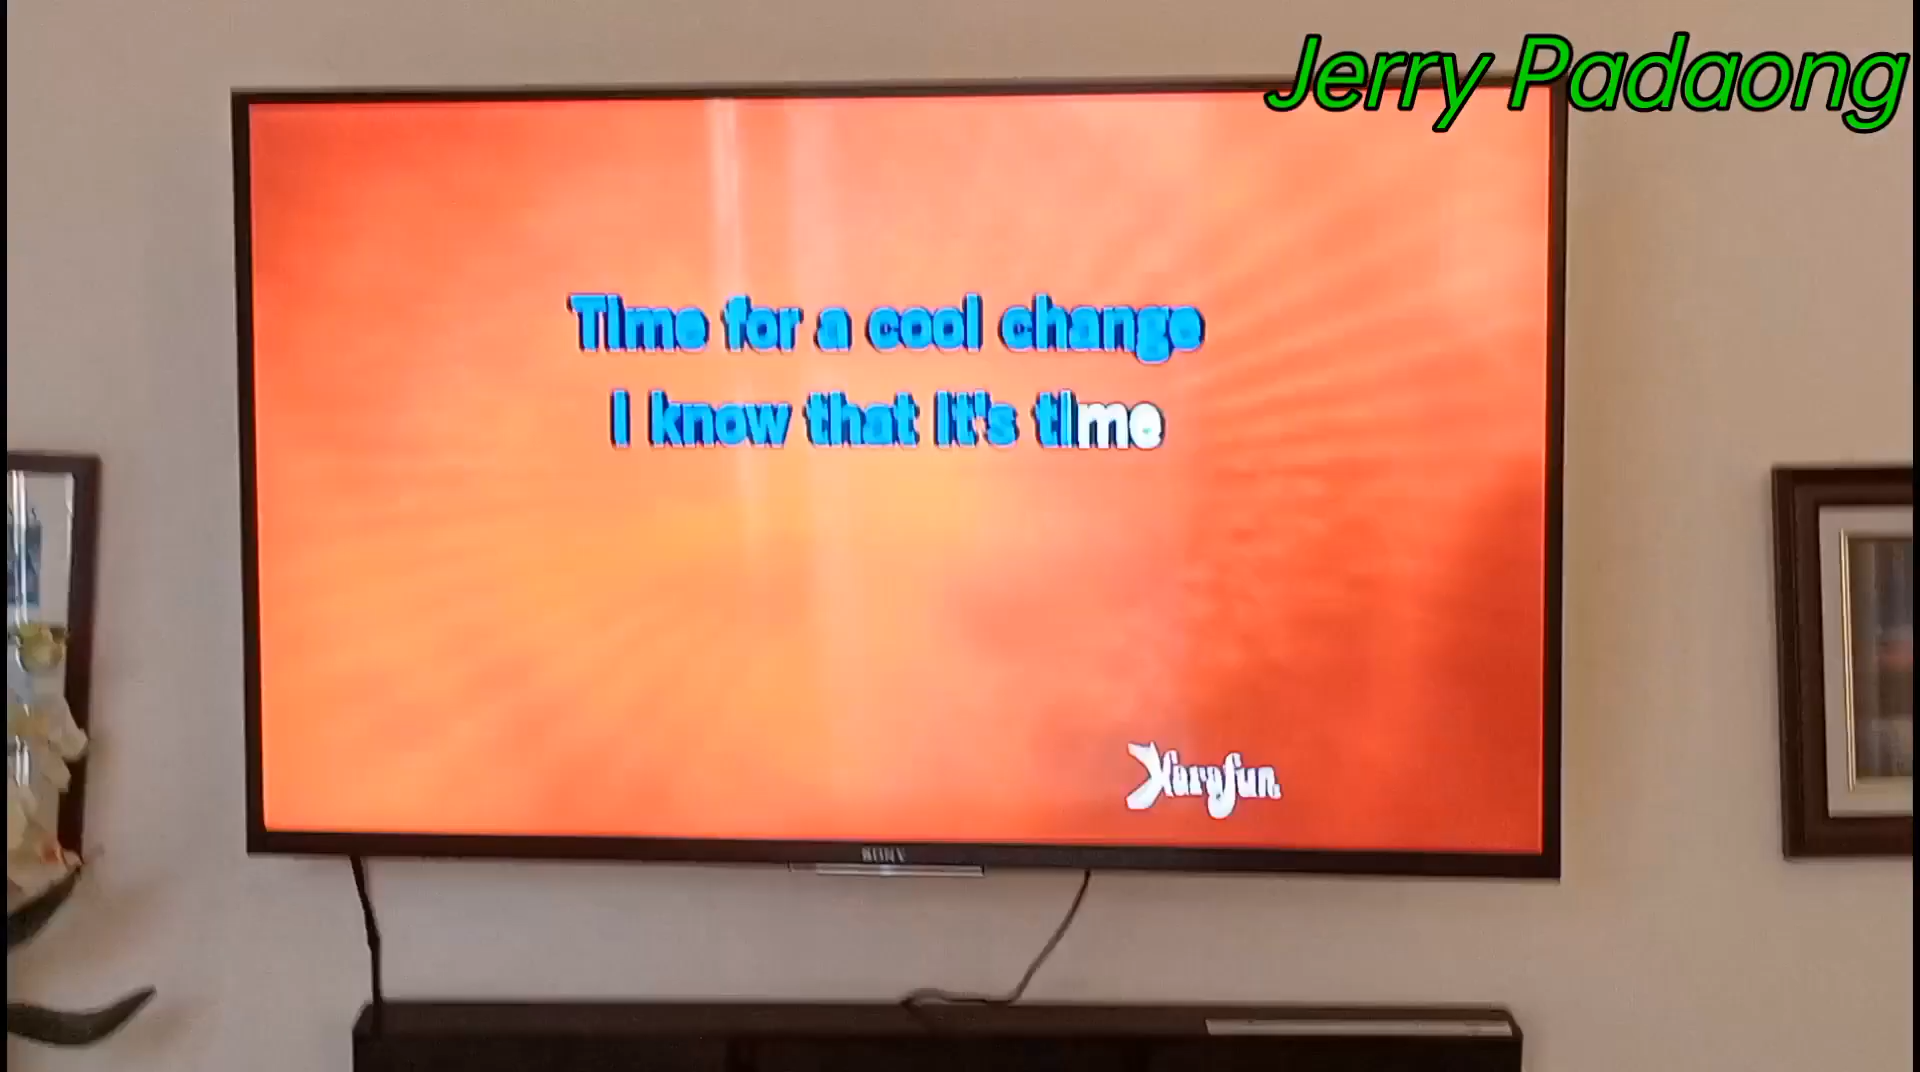 Jerry Padaong
Time for a cool change
I know that it's time
Karafun
SONY